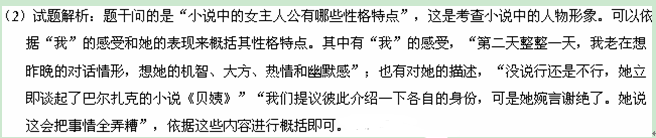 （2）试题解析：题干问的是“小说中的女主人公有哪些性格特点”，这是考查小说中的人物形象。可以依
据“我”的感受和她的表现来概括其性格特点。其中有“我”的感受，“第二天整整一天，我老在想
昨晚的对话情形，想她的机智、大方、热情和幽默感”；也有对她的描述，“没说行还是不行，她立
即谈起了巴尔扎克的小说《贝姨》”“我们提议彼此介绍一下各自的身份，可是她婉言谢绝了。她说
这会把事情全弄糟”，依据这些内容进行概括即可。